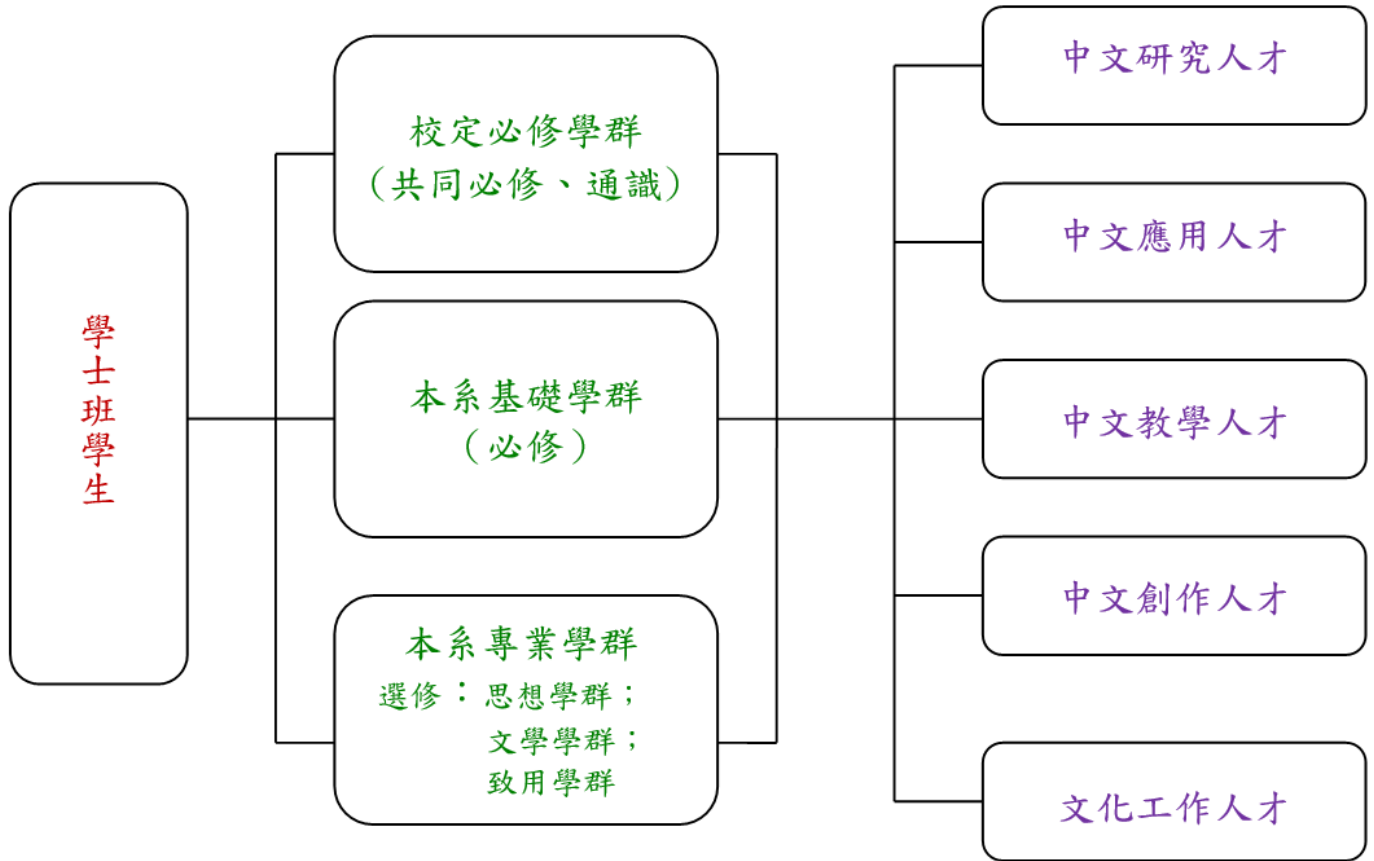 學士班學生
校定必修學群
（共同必修、通識）
本系基礎學群
（必修）
本系專業學群
選修：思想學群；
文學學群；
致用學群
中文研究人才
中文應用人才
中文教學人才
中文創作人才
文化工作人才